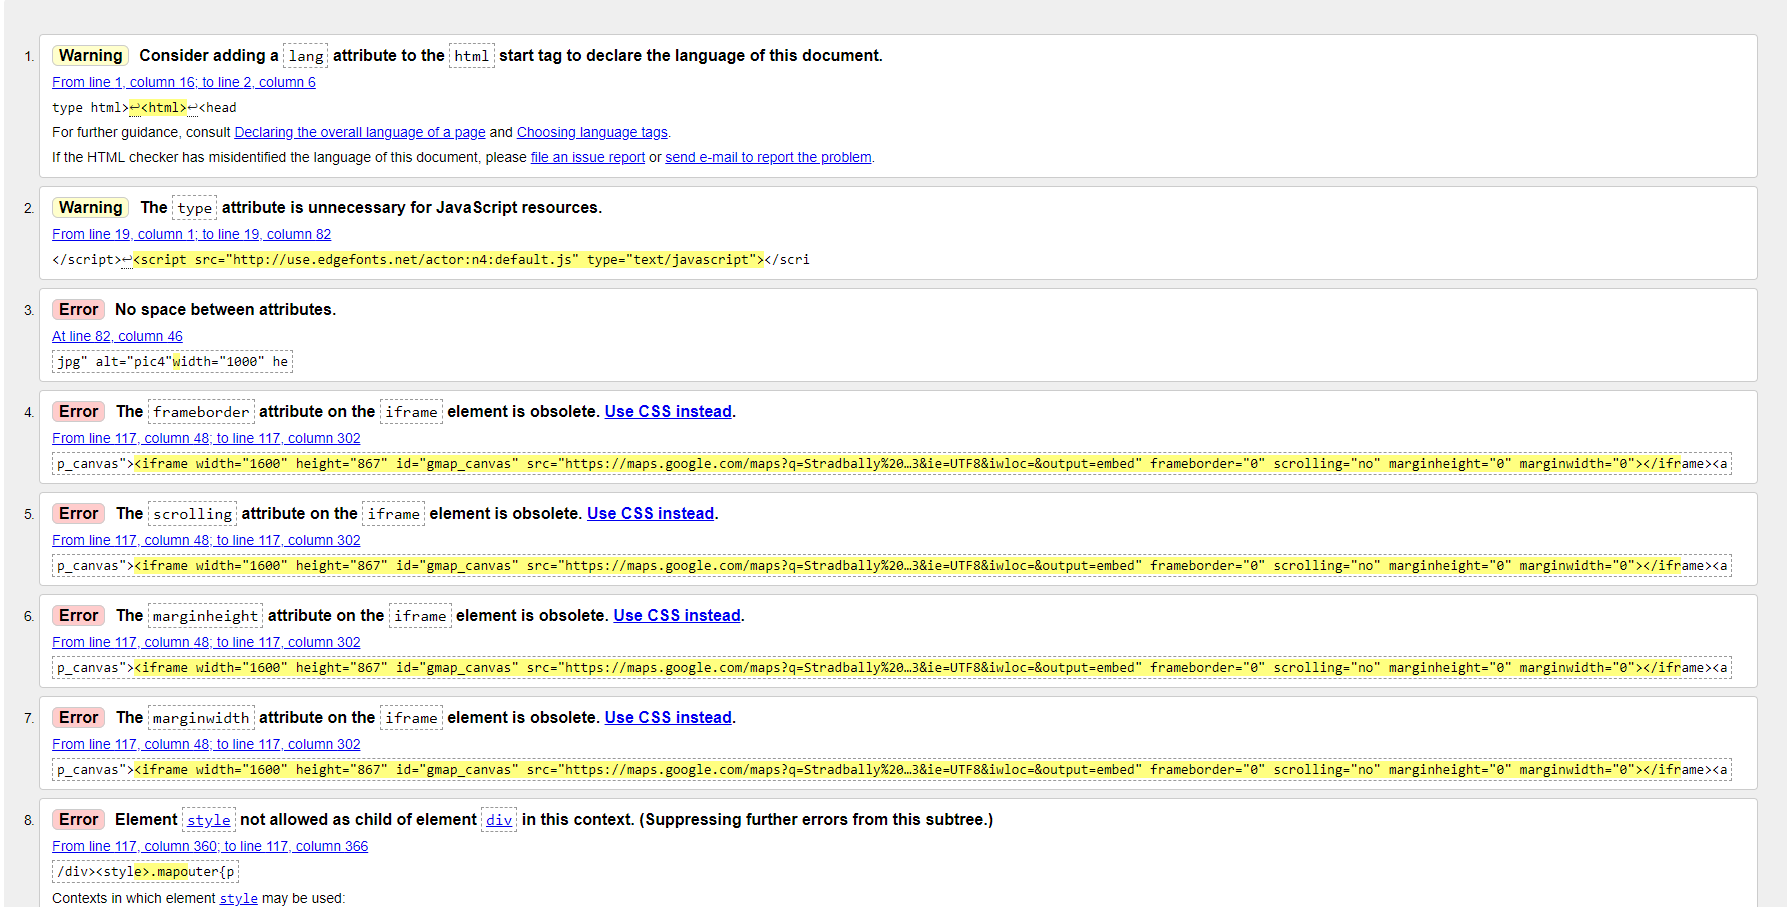 1. Warning Consider adding a lang attribute to the html start tag to declare the language of this document.
From line 1, column 16; to line 2, column 6
type html>↩<html>↩<head
For further guidance, consult Declaring the overall language of a page and Choosing language tags.
If the HTML checker has misidentified the language of this document, please file an issue report or send e-mail to report the problem.
2. Warning The type attribute is unnecessary for JavaScript resources.
From line 19, column 1; to line 19, column 82
</script>↩<script src="http://use.edgefonts.net/actor:n4:default.js" type="text/javascript"></scri
3. Error No space between attributes.
At line 82, column 46
jpg" alt="pic4"width="1000" he
4. Error The frameborder attribute on the iframe element is obsolete. Use CSS instead.
From line 117, column 48; to line 117, column 302
p_canvas"><iframe width="1600" height="867" id="gmap_canvas" src="https://maps.google.com/maps?q=Stradbally%20…3&ie=UTF8&iwloc=&output=embed" frameborder="0" scrolling="no" marginheight="0" marginwidth="0"></iframe><a
5. Error The scrolling attribute on the iframe element is obsolete. Use CSS instead.
From line 117, column 48; to line 117, column 302
p_canvas"><iframe width="1600" height="867" id="gmap_canvas" src="https://maps.google.com/maps?q=Stradbally%20…3&ie=UTF8&iwloc=&output=embed" frameborder="0" scrolling="no" marginheight="0" marginwidth="0"></iframe><a
6. Error The marginheight attribute on the iframe element is obsolete. Use CSS instead.
From line 117, column 48; to line 117, column 302
p_canvas"><iframe width="1600" height="867" id="gmap_canvas" src="https://maps.google.com/maps?q=Stradbally%20…3&ie=UTF8&iwloc=&output=embed" frameborder="0" scrolling="no" marginheight="0" marginwidth="0"></iframe><a
7. Error The marginwidth attribute on the iframe element is obsolete. Use CSS instead.
From line 117, column 48; to line 117, column 302
p_canvas"><iframe width="1600" height="867" id="gmap_canvas" src="https://maps.google.com/maps?q=Stradbally%20…3&ie=UTF8&iwloc=&output=embed" frameborder="0" scrolling="no" marginheight="0" marginwidth="0"></iframe><a
8. Error Element style not allowed as child of element div in this context. (Suppressing further errors from this subtree.)
From line 117, column 360; to line 117, column 366
/div><style>.mapouter{p
Contexts in which element style may be used: